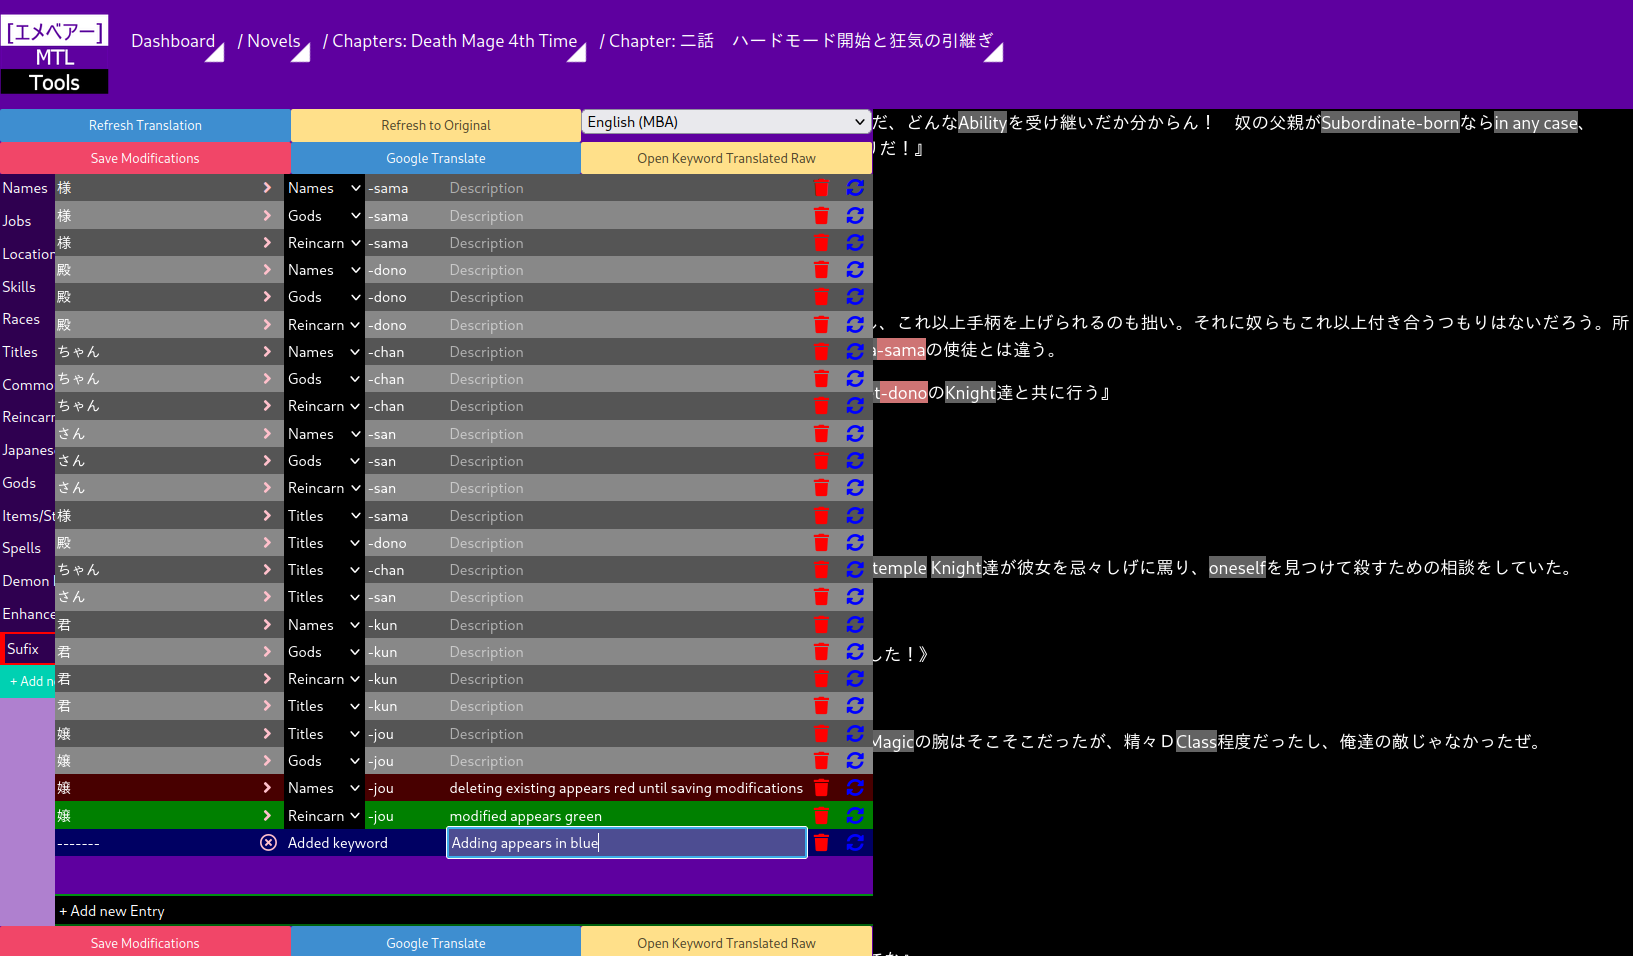 [エメベアー]
MTL
Tools
Dashboard / Novels / Chapters: Death Mage 4th Time / Chapter: 二話　ハードモード開始と狂気の引継ぎ
Refresh Translation
Refresh to Original
English (MBA)
Save Modifications
Google Translate
Open Keyword Translated Raw
Names
Jobs
Location
Skills
Races
Titles
Commo
Reincarn
Japanes
Gods
Items/St
Spells
Demon
Enhance
Sufix
+ Add n
様 Names -sama Description
様 Gods -sama Description
様 Reincarn -sama Description
殿 Names -dono Description
殿 Gods -dono Description
殿 Reincarn -dono Description
ちゃん Names -chan Description
ちゃん Gods -chan Description
ちゃん Reincarn -chan Description
さん Names -san Description
さん Gods -san Description
さん Reincarn -san Description
様 Titles -sama Description
殿 Titles -dono Description
ちゃん Titles -chan Description
さん Titles -san Description
君 Names -kun Description
君 Gods -kun Description
君 Reincarn -kun Description
君 Titles -kun Description
嬢 Titles -jou Description
嬢 Gods -jou Description
嬢 Names -jou deleting existing appears red until saving modifications
嬢 Reincarn -jou modified appears green
------- Added keyword Adding appears in blue
+ Add new Entry
Save Modifications
Google Translate
Open Keyword Translated Raw
だ、どんなAbilityを受け継いだか分からん！　奴の父親がSubordinate-bornならin any case、
だ！』
、これ以上手柄を上げられるのも拙い。それに奴らもこれ以上付き合うつもりはないだろう。所
-samaの使徒とは違う。
t-donoのKnight達と共に行う』
temple Knight達が彼女を忌々しげに罵り、oneselfを見つけて殺すための相談をしていた。
した！》
Magicの腕はそこそこだったが、精々ＤClass程度だったし、俺達の敵じゃなかったぜ。